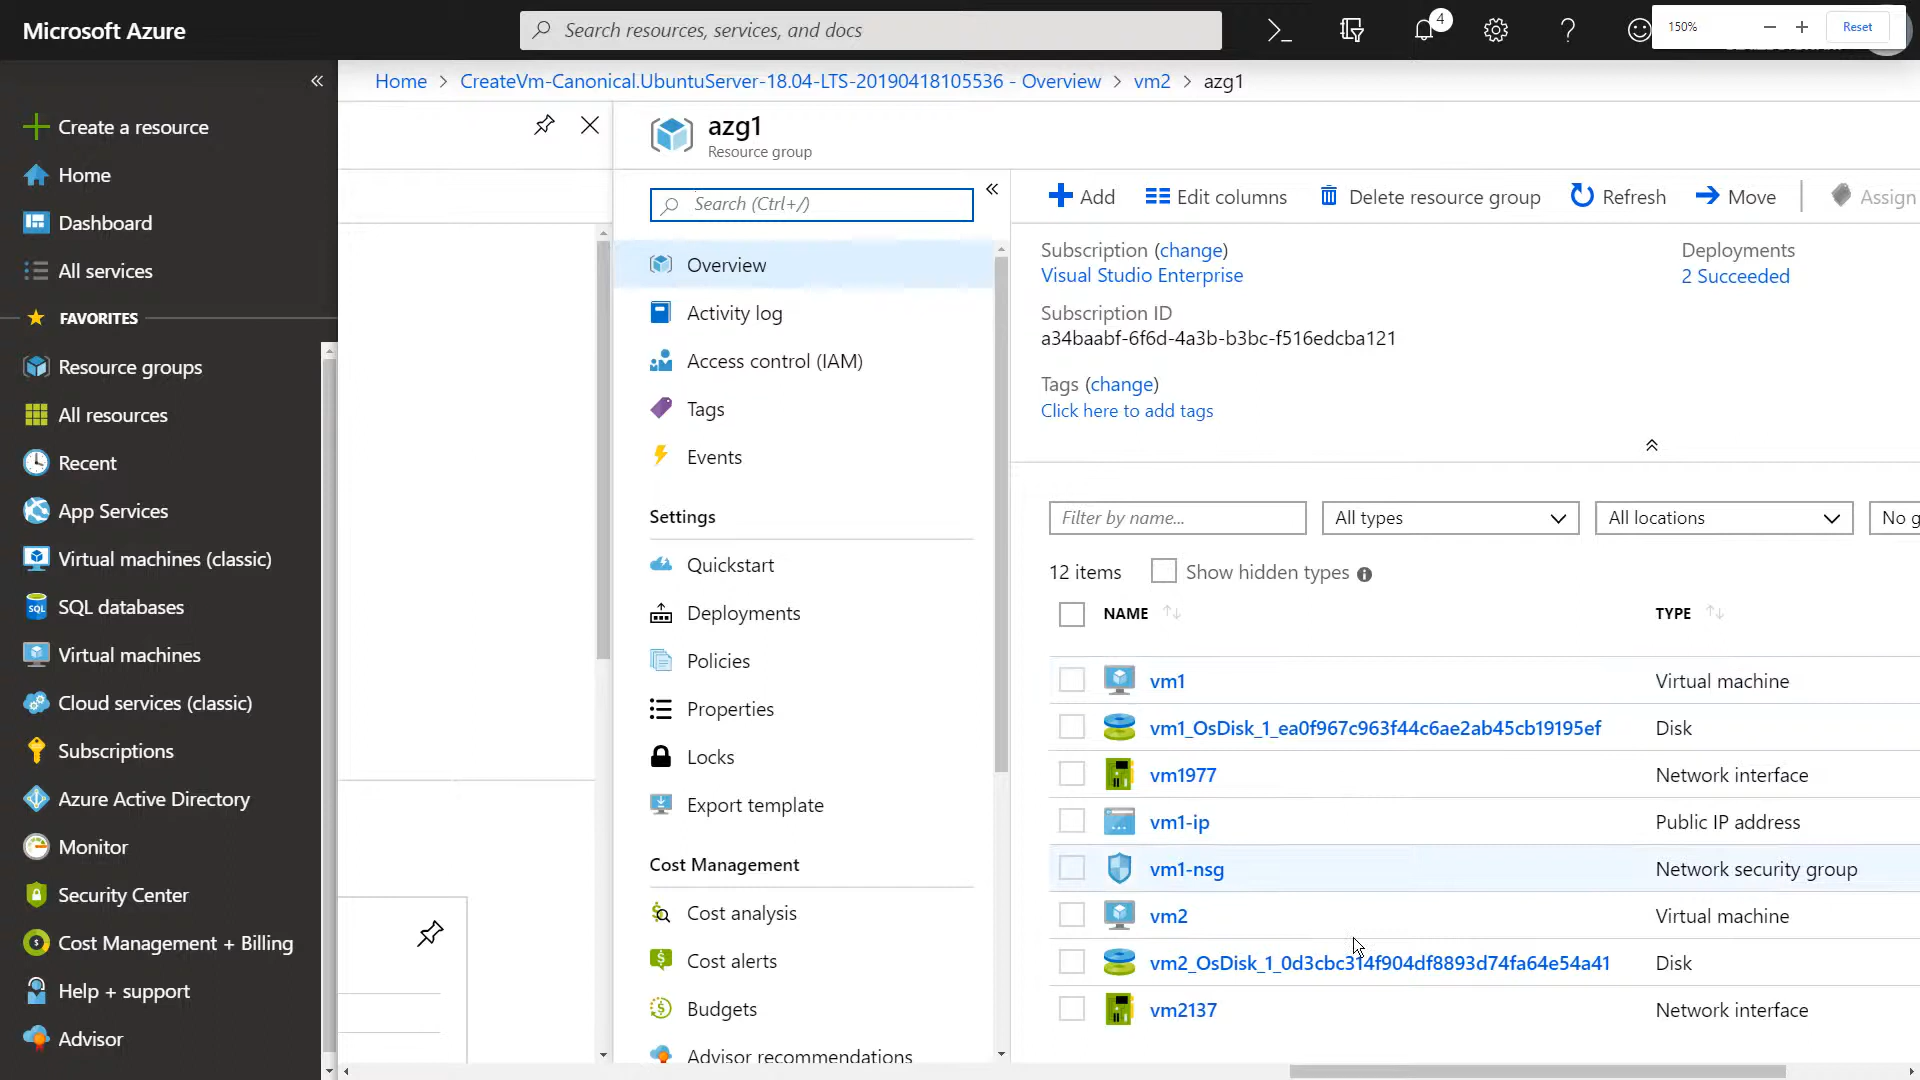 Microsoft Azure
Search resources, services, and docs
4
150%
Reset
Home > CreateVm-Canonical.UbuntuServer-18.04-LTS-20190418105536 - Overview > vm2 > azg1
Create a resource
Home
Dashboard
All services
FAVORITES
Resource groups
All resources
Recent
App Services
Virtual machines (classic)
SQL databases
Virtual machines
Cloud services (classic)
Subscriptions
Azure Active Directory
Monitor
Security Center
Cost Management + Billing
Help + support
Advisor
azg1
Resource group
Search (Ctrl+/)
Overview
Activity log
Access control (IAM)
Tags
Events
Settings
Quickstart
Deployments
Policies
Properties
Locks
Export template
Cost Management
Cost analysis
Cost alerts
Budgets
Advisor recommendations
Add
Edit columns
Delete resource group
Refresh
Move
Assign
Subscription (change)
Visual Studio Enterprise
Deployments
2 Succeeded
Subscription ID
a34baabf-6f6d-4a3b-b3bc-f516edcba121
Tags (change)
Click here to add tags
Filter by name...
All types
All locations
No g
12 items
Show hidden types
NAME TYPE
vm1 Virtual machine
vm1_OsDisk_1_ea0f967c963f44c6ae2ab45cb19195ef Disk
vm1977 Network interface
vm1-ip Public IP address
vm1-nsg Network security group
vm2 Virtual machine
vm2_OsDisk_1_0d3cbc314f904df8893d74fa64e54a41 Disk
vm2137 Network interface